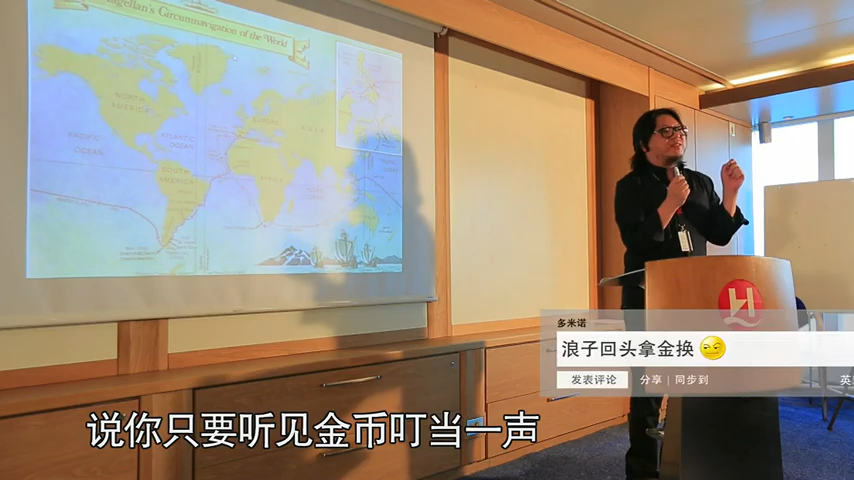 agellan's Circumnavigation of the World
NORTH
AMERICA
PACIFIC
OCEAN
ATLANTIC
OCEAN
SOUTH
AMERICA
EUROPE
ASIA
AFRICA
多米诺
浪子回头拿金换
发表评论 分享 | 同步到 英
说你只要听见金币叮当一声